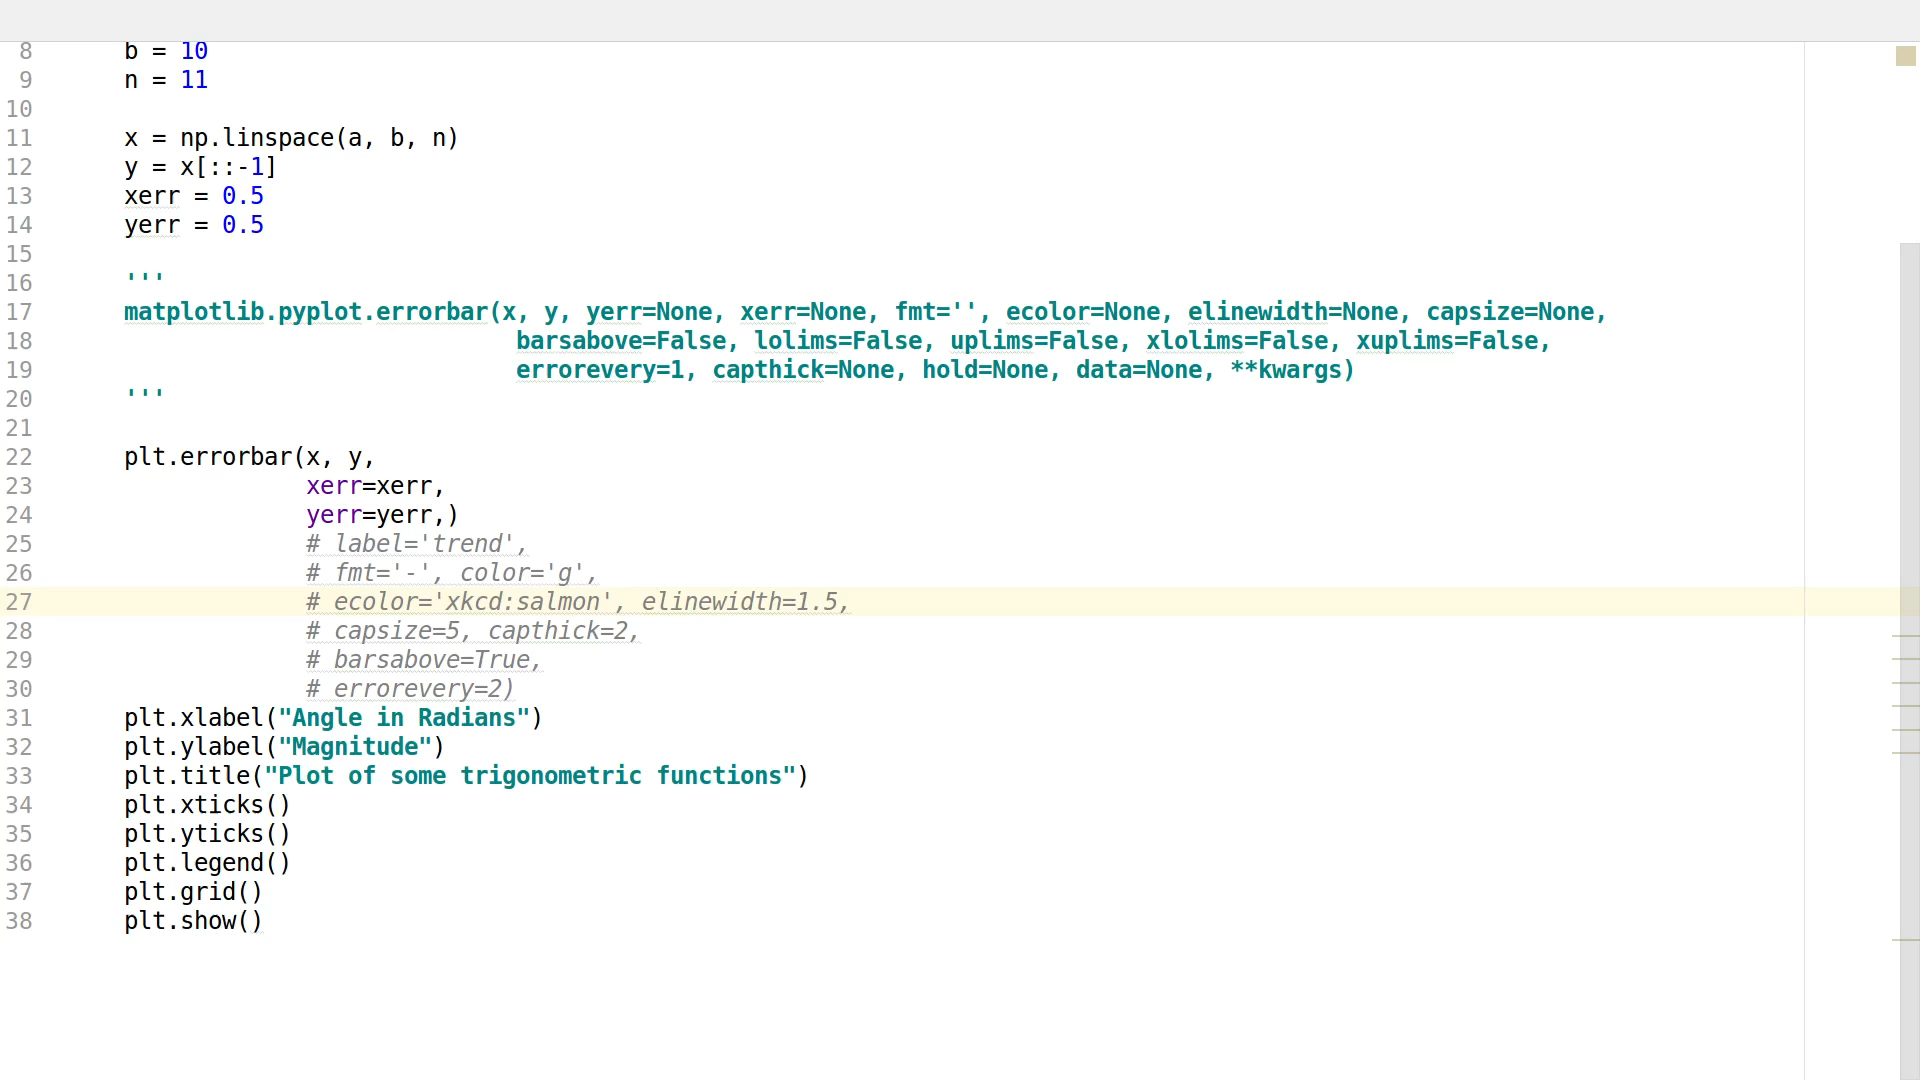 8 b = 10
9 n = 11
10
11 x = np.linspace(a, b, n)
12 y = x[::-1]
13 xerr = 0.5
14 yerr = 0.5
15
16 '''
17 matplotlib.pyplot.errorbar(x, y, yerr=None, xerr=None, fmt='', ecolor=None, elinewidth=None, capsize=None,
18 barsabove=False, lolims=False, uplims=False, xlolims=False, xuplims=False,
19 errorevery=1, capthick=None, hold=None, data=None, **kwargs)
20 '''
21
22 plt.errorbar(x, y,
23 xerr=xerr,
24 yerr=yerr,)
25 # label='trend',
26 # fmt='-', color='g',
27 # ecolor='xkcd:salmon', elinewidth=1.5,
28 # capsize=5, capthick=2,
29 # barsabove=True,
30 # errorevery=2)
31 plt.xlabel("Angle in Radians")
32 plt.ylabel("Magnitude")
33 plt.title("Plot of some trigonometric functions")
34 plt.xticks()
35 plt.yticks()
36 plt.legend()
37 plt.grid()
38 plt.show()